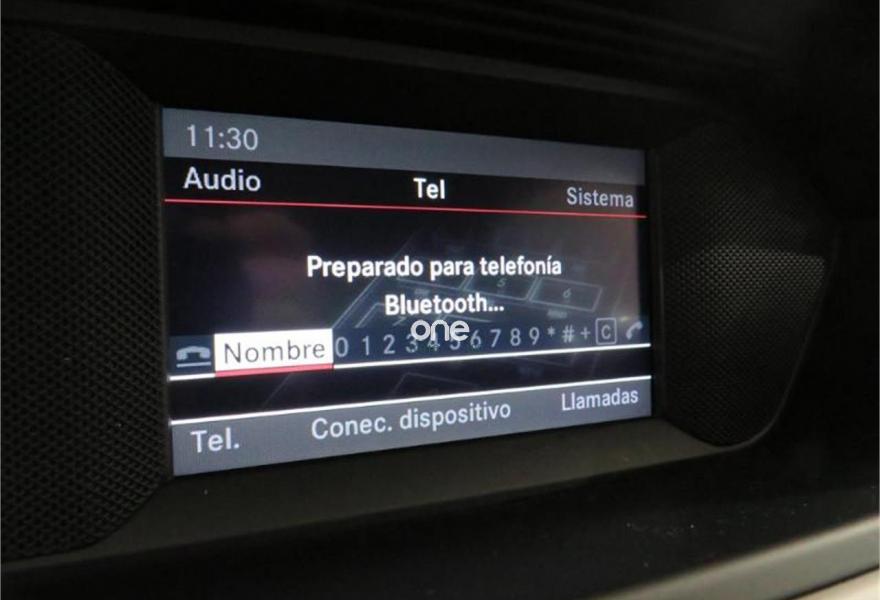 11:30
Audio Tel Sistema
Preparado para telefonía
Bluetooth...
one
Nombre 0 1 2 3 4 5 6 7 8 9 * # + C
Tel. Conec. dispositivo Llamadas